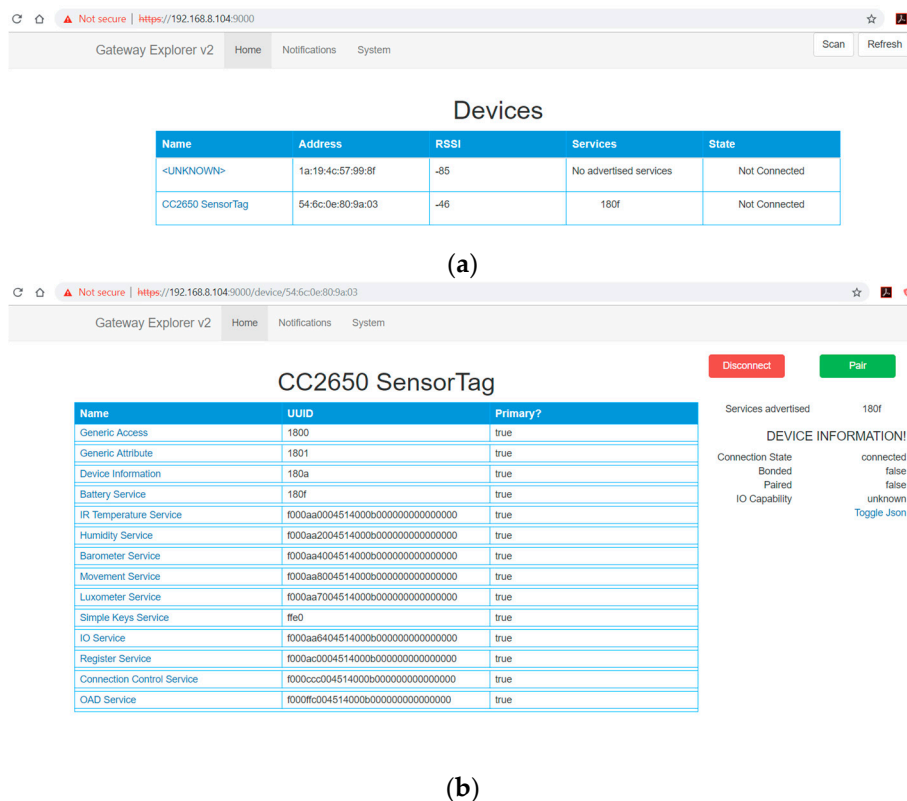 Not secure | https://192.168.8.104:9000
Gateway Explorer v2 Home Notifications System Scan Refresh
Devices
Name Address RSSI Services State
<UNKNOWN> 1a:19:4c:57:99:8f -85 No advertised services Not Connected
CC2650 SensorTag 54:6c:0e:80:9a:03 -46 180f Not Connected
(a)
Not secure | https://192.168.8.104:9000/device/54:6c:0e:80:9a:03
Gateway Explorer v2 Home Notifications System
Disconnect Pair
CC2650 SensorTag
Name UUID Primary?
Generic Access 1800 true
Generic Attribute 1801 true
Device Information 180a true
Battery Service 180f true
IR Temperature Service f000aa0004514000b000000000000000 true
Humidity Service f000aa2004514000b000000000000000 true
Barometer Service f000aa4004514000b000000000000000 true
Movement Service f000aa8004514000b000000000000000 true
Luxometer Service f000aa7004514000b000000000000000 true
Simple Keys Service ffe0 true
IO Service f000aa6404514000b000000000000000 true
Register Service f000ac0004514000b000000000000000 true
Connection Control Service f000ccc004514000b000000000000000 true
OAD Service f000ffc004514000b000000000000000 true
Services advertised 180f
DEVICE INFORMATION!
Connection State connected
Bonded false
Paired false
IO Capability unknown
Toggle Json
(b)